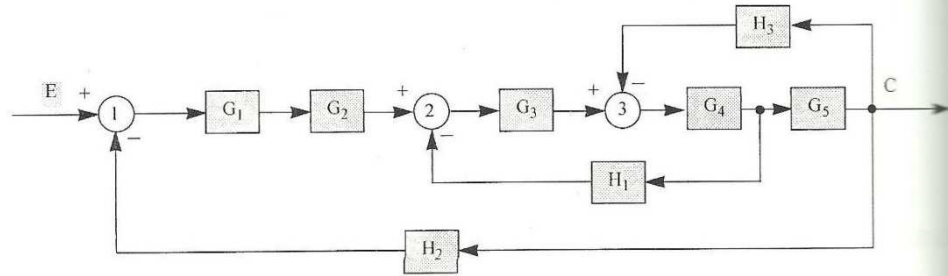 H₃
E + + + C
1 G₁ G₂ 2 G₃ 3 G₄ G₅
− − −
H₁
H₂